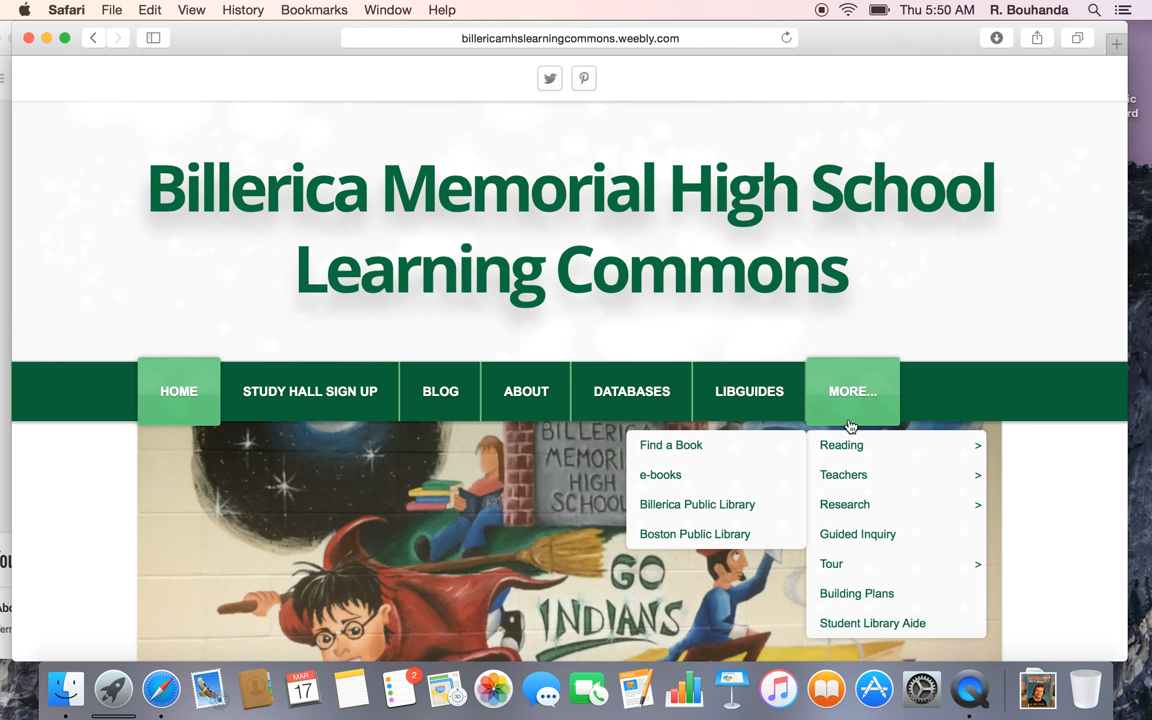 Safari File Edit View History Bookmarks Window Help Thu 5:50 AM R. Bouhanda
billericamhslearningcommons.weebly.com
Billerica Memorial High School
Learning Commons
HOME STUDY HALL SIGN UP BLOG ABOUT DATABASES LIBGUIDES MORE...
Find a Book
e-books
Billerica Public Library
Boston Public Library
Reading >
Teachers >
Research >
Guided Inquiry
Tour >
Building Plans
Student Library Aide
MEMORI
HIGH
SCHOOL
GO
INDIANS
MAR
17
2
3D